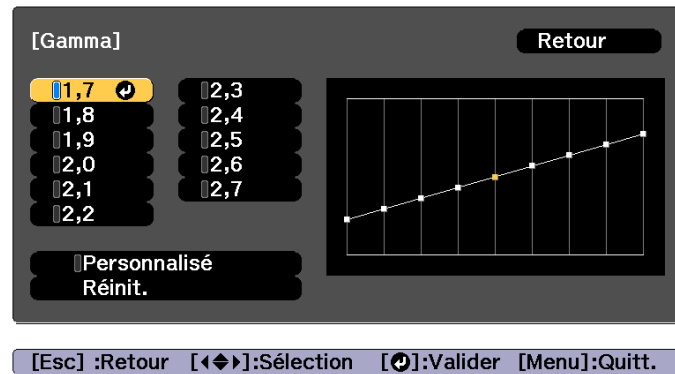 [Gamma] Retour
1,7 2,3
1,8 2,4
1,9 2,5
2,0 2,6
2,1 2,7
2,2
Personnalisé
Réinit.
[Esc] :Retour [◀◆▶]:Sélection [↵]:Valider [Menu]:Quitt.